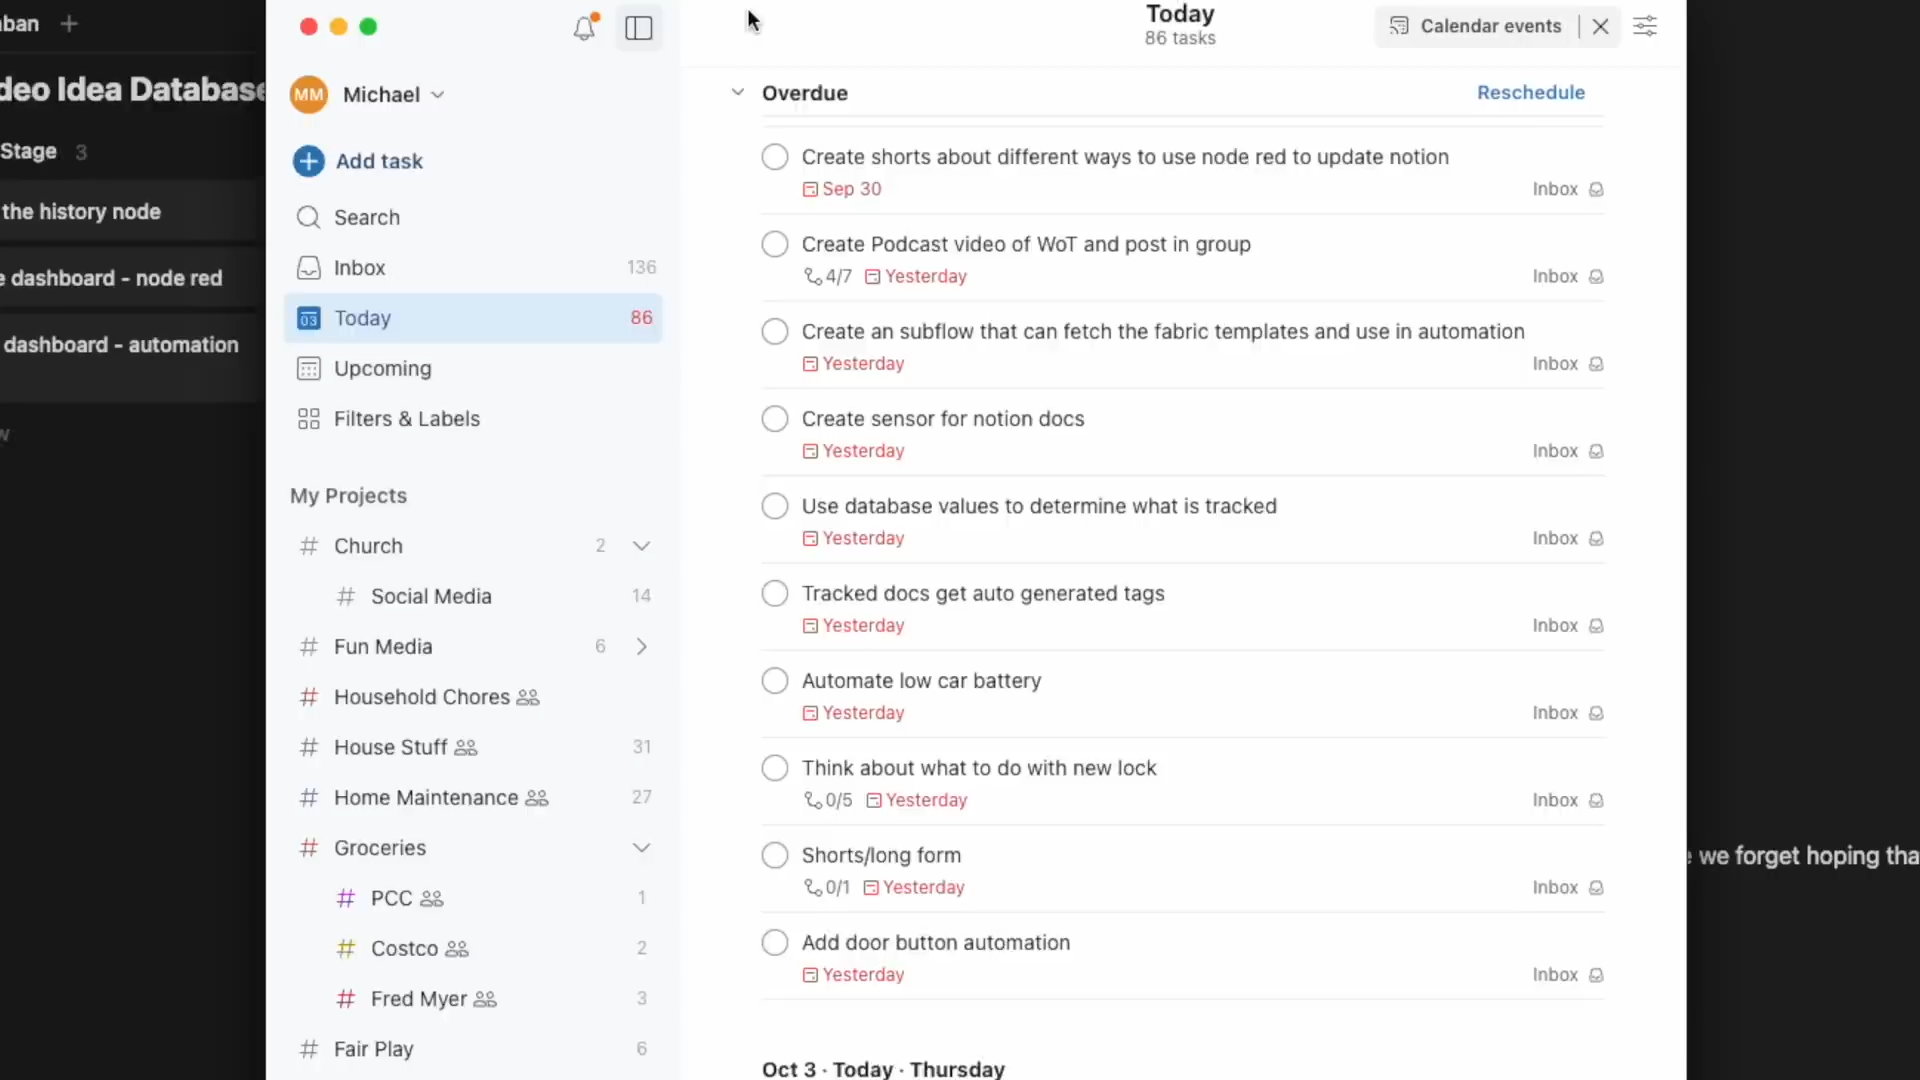 ban +
deo Idea Database
Stage 3
the history node
e dashboard - node red
dashboard - automation
w
MM Michael
Add task
Search
Inbox 136
03 Today 86
Upcoming
Filters & Labels
My Projects
# Church 2
# Social Media 14
# Fun Media 6
# Household Chores
# House Stuff 31
# Home Maintenance 27
# Groceries
# PCC 1
# Costco 2
# Fred Myer 3
# Fair Play 6
Today
86 tasks
Calendar events
Overdue Reschedule
Create shorts about different ways to use node red to update notion
Sep 30 Inbox
Create Podcast video of WoT and post in group
4/7 Yesterday Inbox
Create an subflow that can fetch the fabric templates and use in automation
Yesterday Inbox
Create sensor for notion docs
Yesterday Inbox
Use database values to determine what is tracked
Yesterday Inbox
Tracked docs get auto generated tags
Yesterday Inbox
Automate low car battery
Yesterday Inbox
Think about what to do with new lock
0/5 Yesterday Inbox
Shorts/long form
0/1 Yesterday Inbox
Add door button automation
Yesterday Inbox
Oct 3 · Today · Thursday
e we forget hoping tha